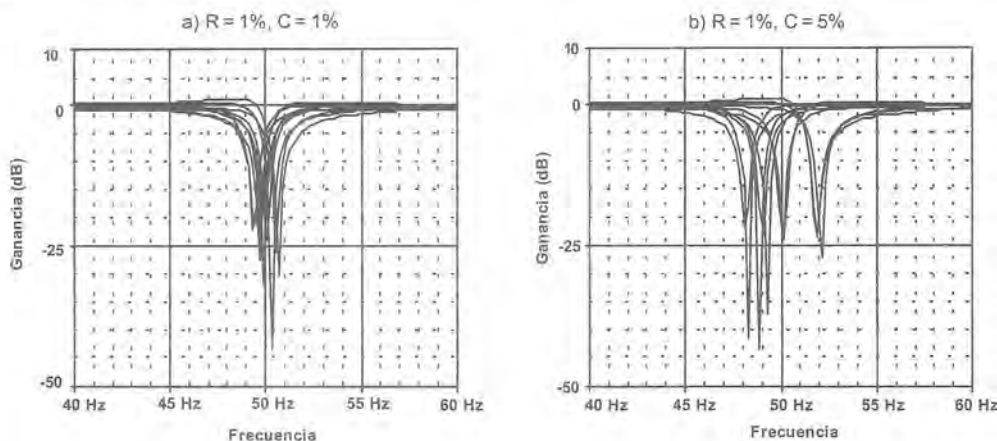 a) R = 1%, C = 1%
10
0
-25
-50
Ganancia (dB)
40 Hz
45 Hz
50 Hz
55 Hz
60 Hz
Frecuencia
b) R = 1%, C = 5%
10
0
-25
-50
Ganancia (dB)
40 Hz
45 Hz
50 Hz
55 Hz
60 Hz
Frecuencia